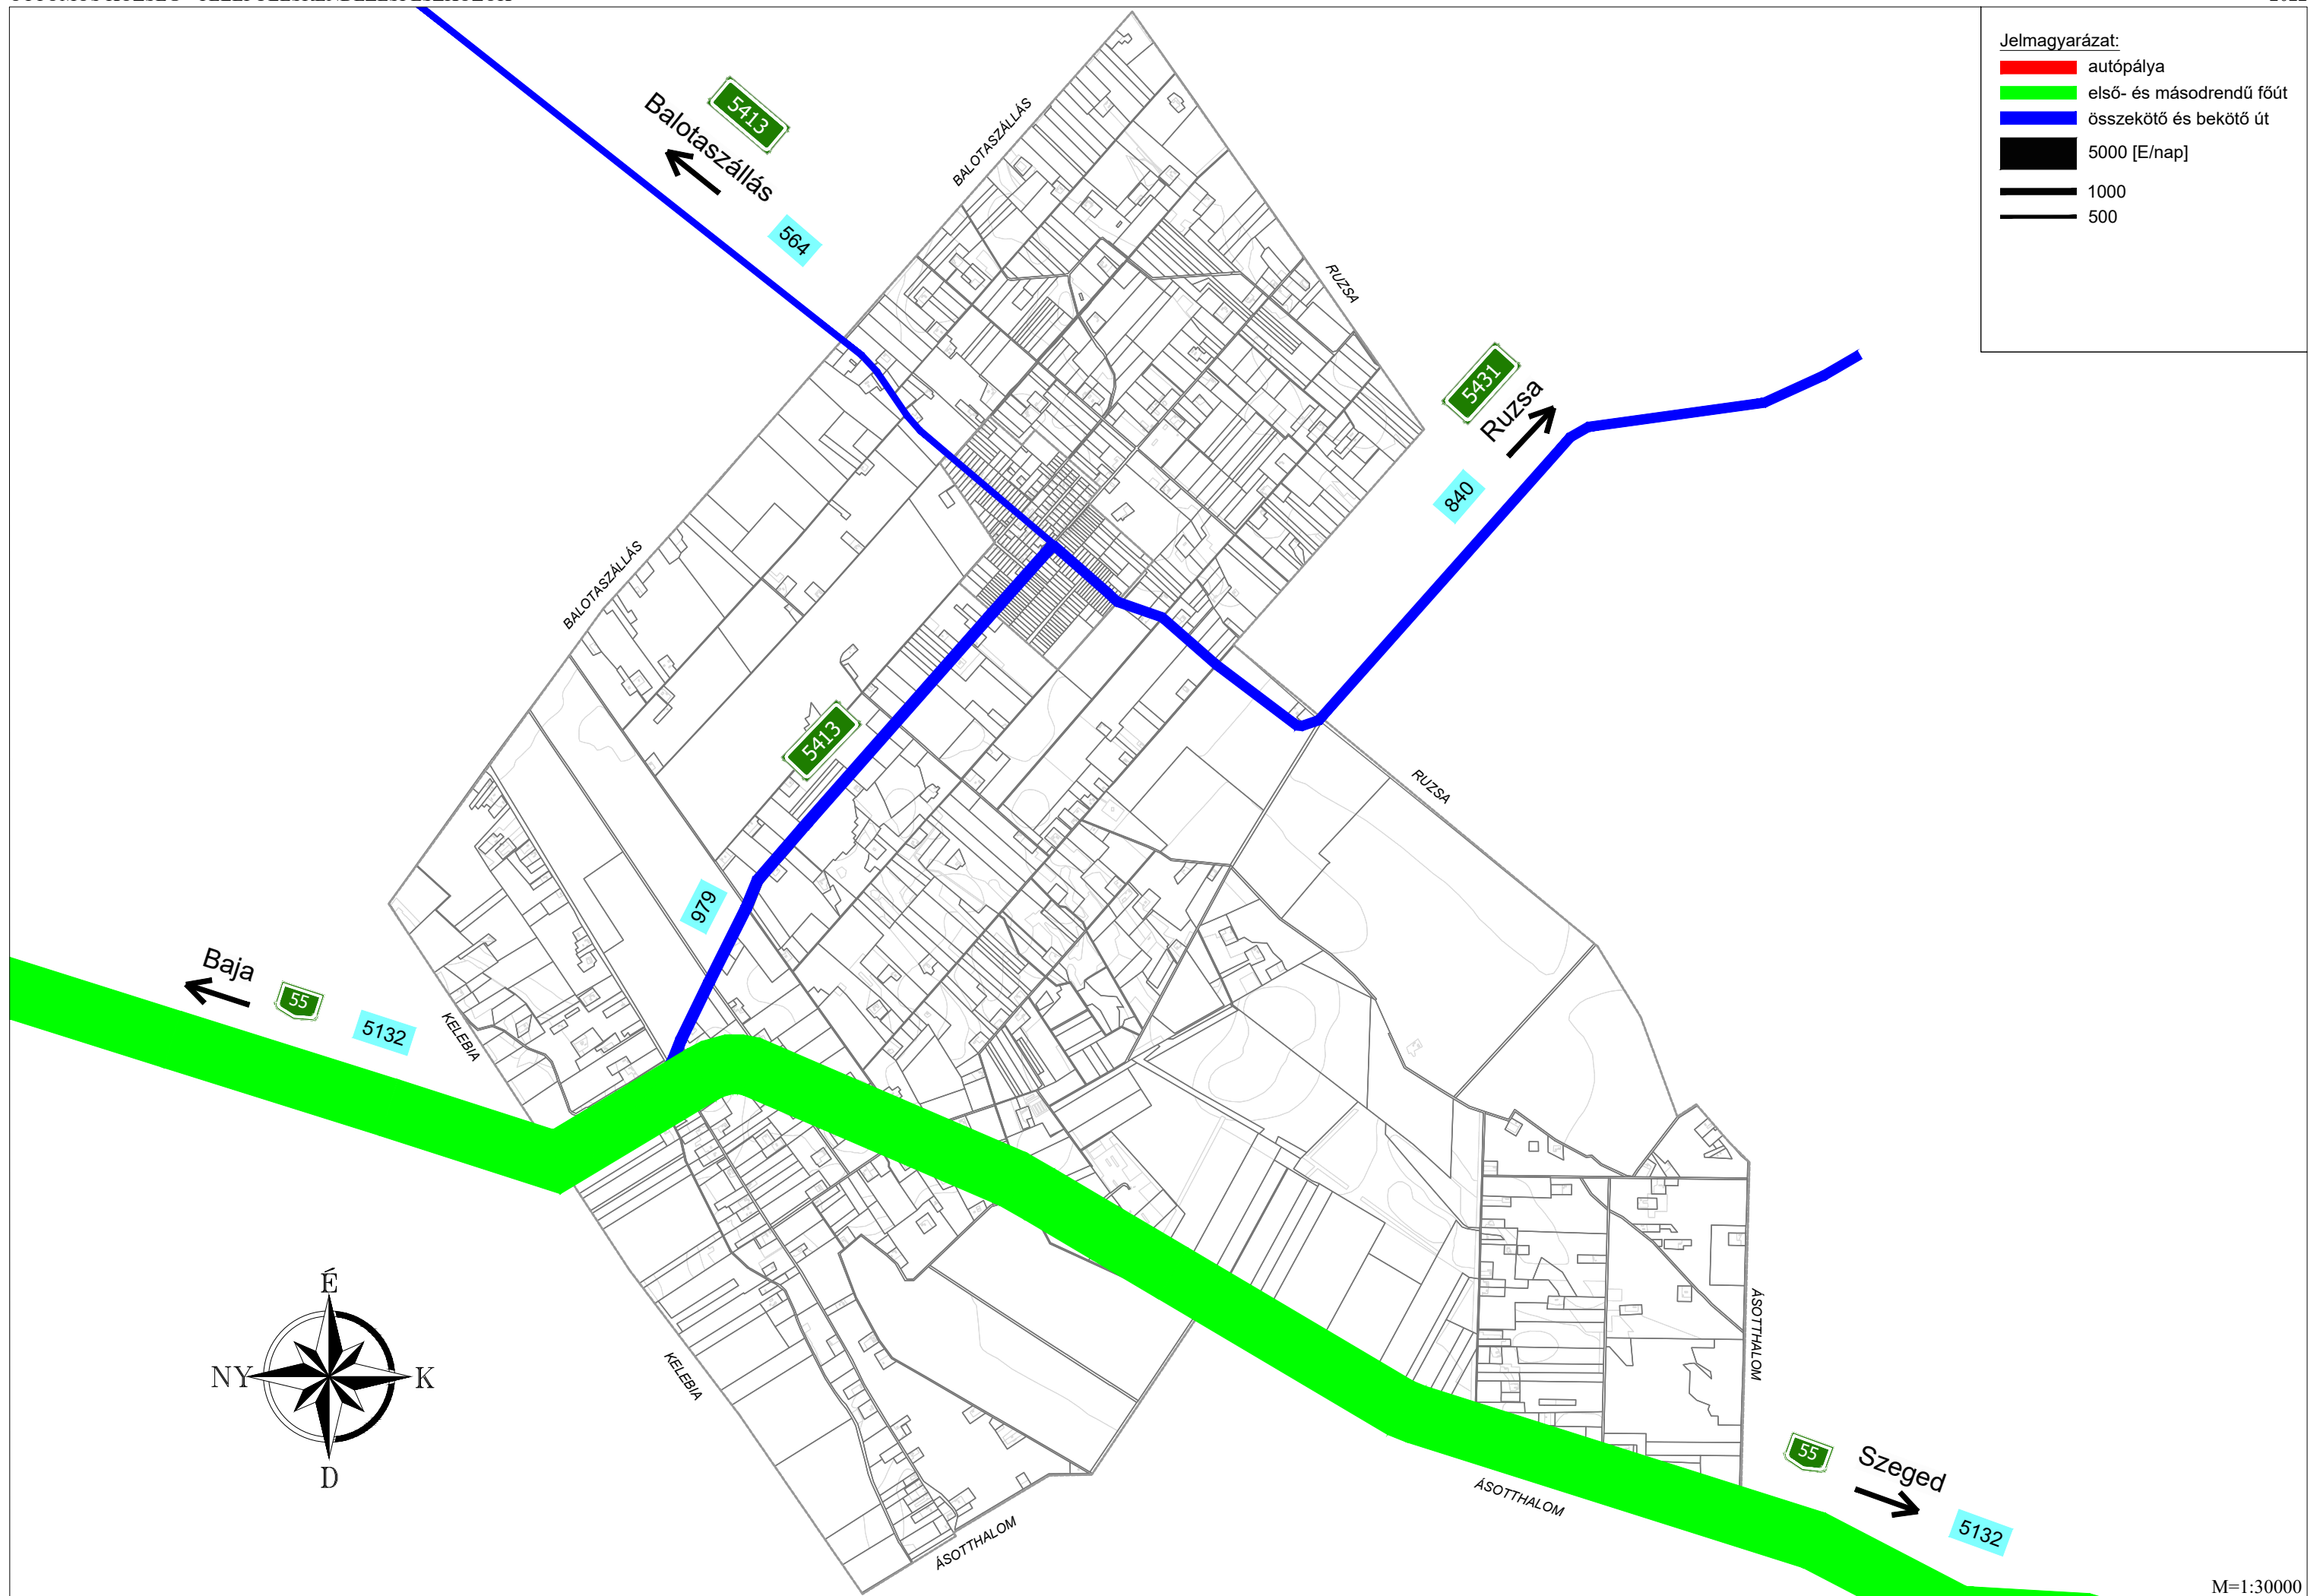 Jelmagyarázat:
autópálya
első- és másodrendű főút
összekötő és bekötő út
5000 [E/nap]
1000
500
5413
Balotaszállás
564
BALOTASZÁLLÁS
RUZSA
5431
Ruzsa
840
BALOTASZÁLLÁS
5413
RUZSA
979
Baja
55
5132
KELEBIA
É
NY
K
D
KELEBIA
ÁSOTTHALOM
55
Szeged
ÁSOTTHALOM
5132
ÁSOTTHALOM
M=1:30000